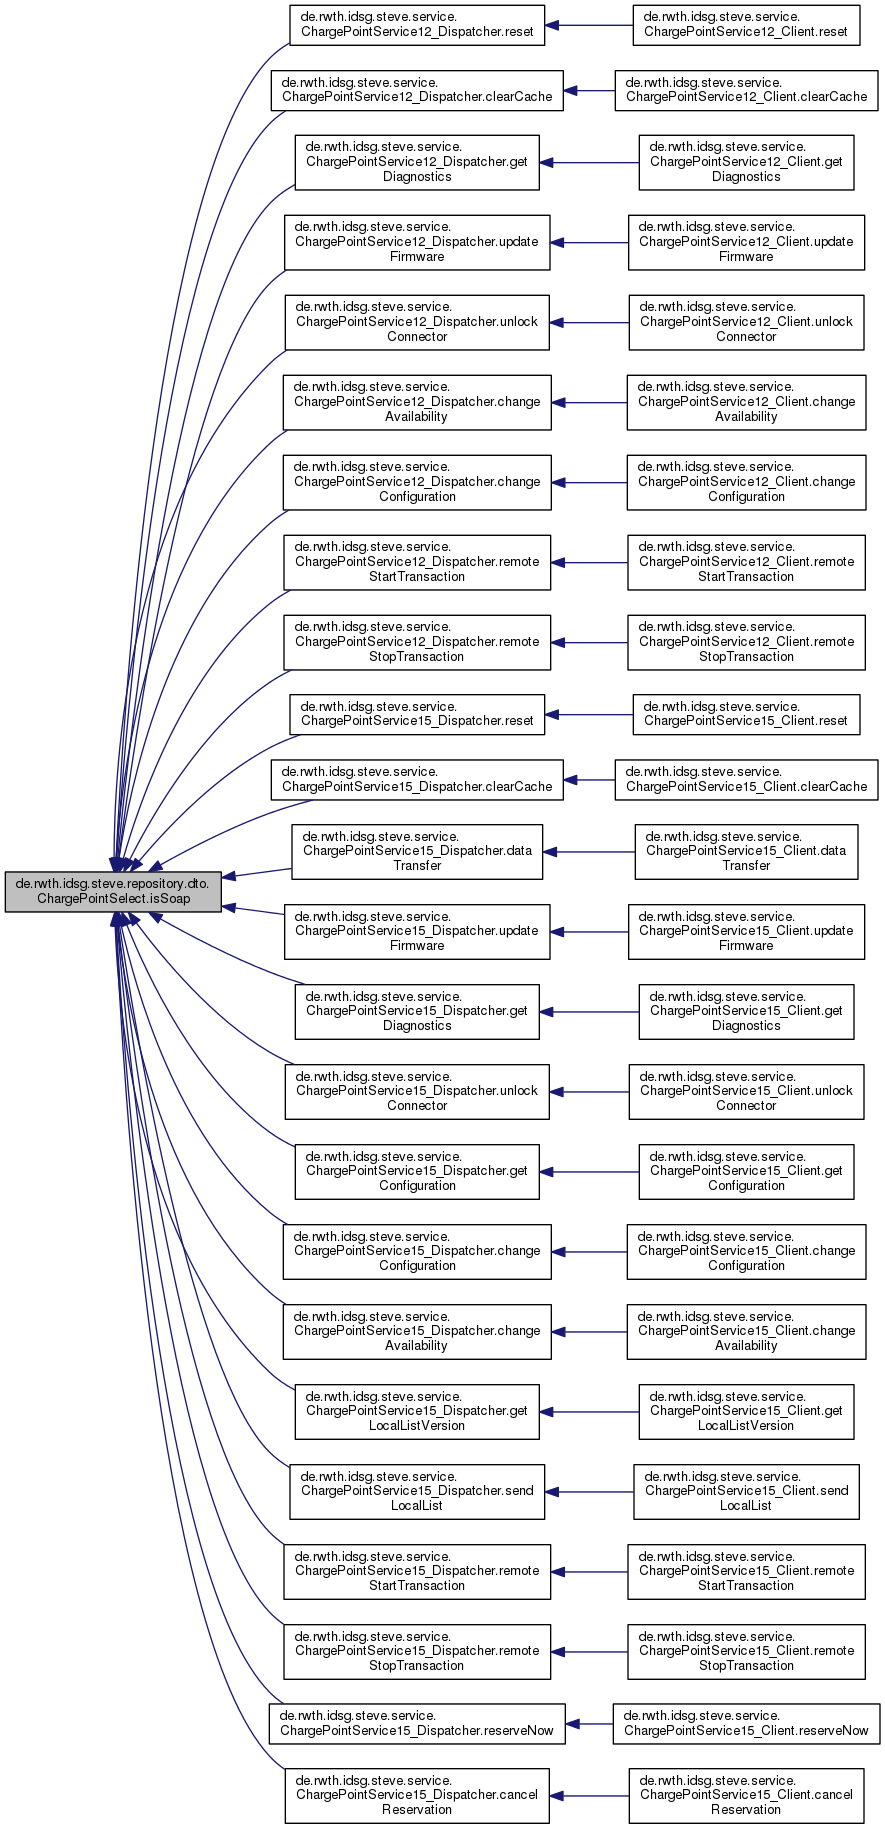 de.rwth.idsg.steve.service.
ChargePointService12_Dispatcher.reset
de.rwth.idsg.steve.service.
ChargePointService12_Client.reset
de.rwth.idsg.steve.service.
ChargePointService12_Dispatcher.clearCache
de.rwth.idsg.steve.service.
ChargePointService12_Client.clearCache
de.rwth.idsg.steve.service.
ChargePointService12_Dispatcher.get
Diagnostics
de.rwth.idsg.steve.service.
ChargePointService12_Client.get
Diagnostics
de.rwth.idsg.steve.service.
ChargePointService12_Dispatcher.update
Firmware
de.rwth.idsg.steve.service.
ChargePointService12_Client.update
Firmware
de.rwth.idsg.steve.service.
ChargePointService12_Dispatcher.unlock
Connector
de.rwth.idsg.steve.service.
ChargePointService12_Client.unlock
Connector
de.rwth.idsg.steve.service.
ChargePointService12_Dispatcher.change
Availability
de.rwth.idsg.steve.service.
ChargePointService12_Client.change
Availability
de.rwth.idsg.steve.service.
ChargePointService12_Dispatcher.change
Configuration
de.rwth.idsg.steve.service.
ChargePointService12_Client.change
Configuration
de.rwth.idsg.steve.service.
ChargePointService12_Dispatcher.remote
StartTransaction
de.rwth.idsg.steve.service.
ChargePointService12_Client.remote
StartTransaction
de.rwth.idsg.steve.service.
ChargePointService12_Dispatcher.remote
StopTransaction
de.rwth.idsg.steve.service.
ChargePointService12_Client.remote
StopTransaction
de.rwth.idsg.steve.service.
ChargePointService15_Dispatcher.reset
de.rwth.idsg.steve.service.
ChargePointService15_Client.reset
de.rwth.idsg.steve.service.
ChargePointService15_Dispatcher.clearCache
de.rwth.idsg.steve.service.
ChargePointService15_Client.clearCache
de.rwth.idsg.steve.service.
ChargePointService15_Dispatcher.data
Transfer
de.rwth.idsg.steve.service.
ChargePointService15_Client.data
Transfer
de.rwth.idsg.steve.repository.dto.
ChargePointSelect.isSoap
de.rwth.idsg.steve.service.
ChargePointService15_Dispatcher.update
Firmware
de.rwth.idsg.steve.service.
ChargePointService15_Client.update
Firmware
de.rwth.idsg.steve.service.
ChargePointService15_Dispatcher.get
Diagnostics
de.rwth.idsg.steve.service.
ChargePointService15_Client.get
Diagnostics
de.rwth.idsg.steve.service.
ChargePointService15_Dispatcher.unlock
Connector
de.rwth.idsg.steve.service.
ChargePointService15_Client.unlock
Connector
de.rwth.idsg.steve.service.
ChargePointService15_Dispatcher.get
Configuration
de.rwth.idsg.steve.service.
ChargePointService15_Client.get
Configuration
de.rwth.idsg.steve.service.
ChargePointService15_Dispatcher.change
Configuration
de.rwth.idsg.steve.service.
ChargePointService15_Client.change
Configuration
de.rwth.idsg.steve.service.
ChargePointService15_Dispatcher.change
Availability
de.rwth.idsg.steve.service.
ChargePointService15_Client.change
Availability
de.rwth.idsg.steve.service.
ChargePointService15_Dispatcher.get
LocalListVersion
de.rwth.idsg.steve.service.
ChargePointService15_Client.get
LocalListVersion
de.rwth.idsg.steve.service.
ChargePointService15_Dispatcher.send
LocalList
de.rwth.idsg.steve.service.
ChargePointService15_Client.send
LocalList
de.rwth.idsg.steve.service.
ChargePointService15_Dispatcher.remote
StartTransaction
de.rwth.idsg.steve.service.
ChargePointService15_Client.remote
StartTransaction
de.rwth.idsg.steve.service.
ChargePointService15_Dispatcher.remote
StopTransaction
de.rwth.idsg.steve.service.
ChargePointService15_Client.remote
StopTransaction
de.rwth.idsg.steve.service.
ChargePointService15_Dispatcher.reserveNow
de.rwth.idsg.steve.service.
ChargePointService15_Client.reserveNow
de.rwth.idsg.steve.service.
ChargePointService15_Dispatcher.cancel
Reservation
de.rwth.idsg.steve.service.
ChargePointService15_Client.cancel
Reservation